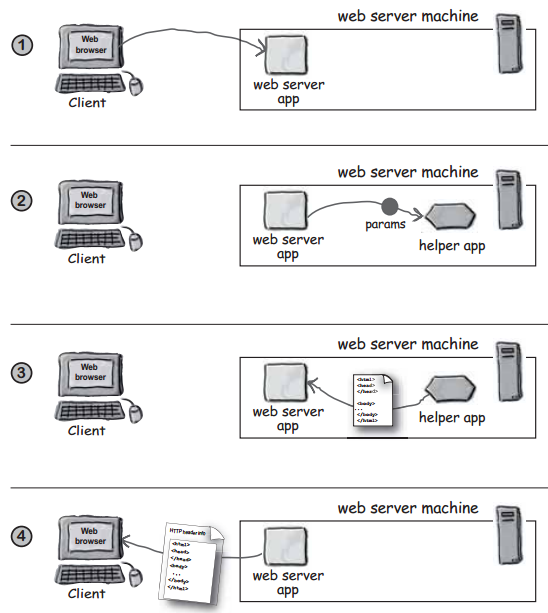 web server machine
1
Web
browser
web server
app
Client
web server machine
2
Web
browser
params
web server
app
helper app
Client
web server machine
3
Web
browser
<html>
<head>
</head>
<body>
...
</body>
</html>
web server
app
helper app
Client
web server machine
4
Web
browser
HTTP header info
<html>
<head>
</head>
<body>
...
</body>
</html>
web server
app
Client